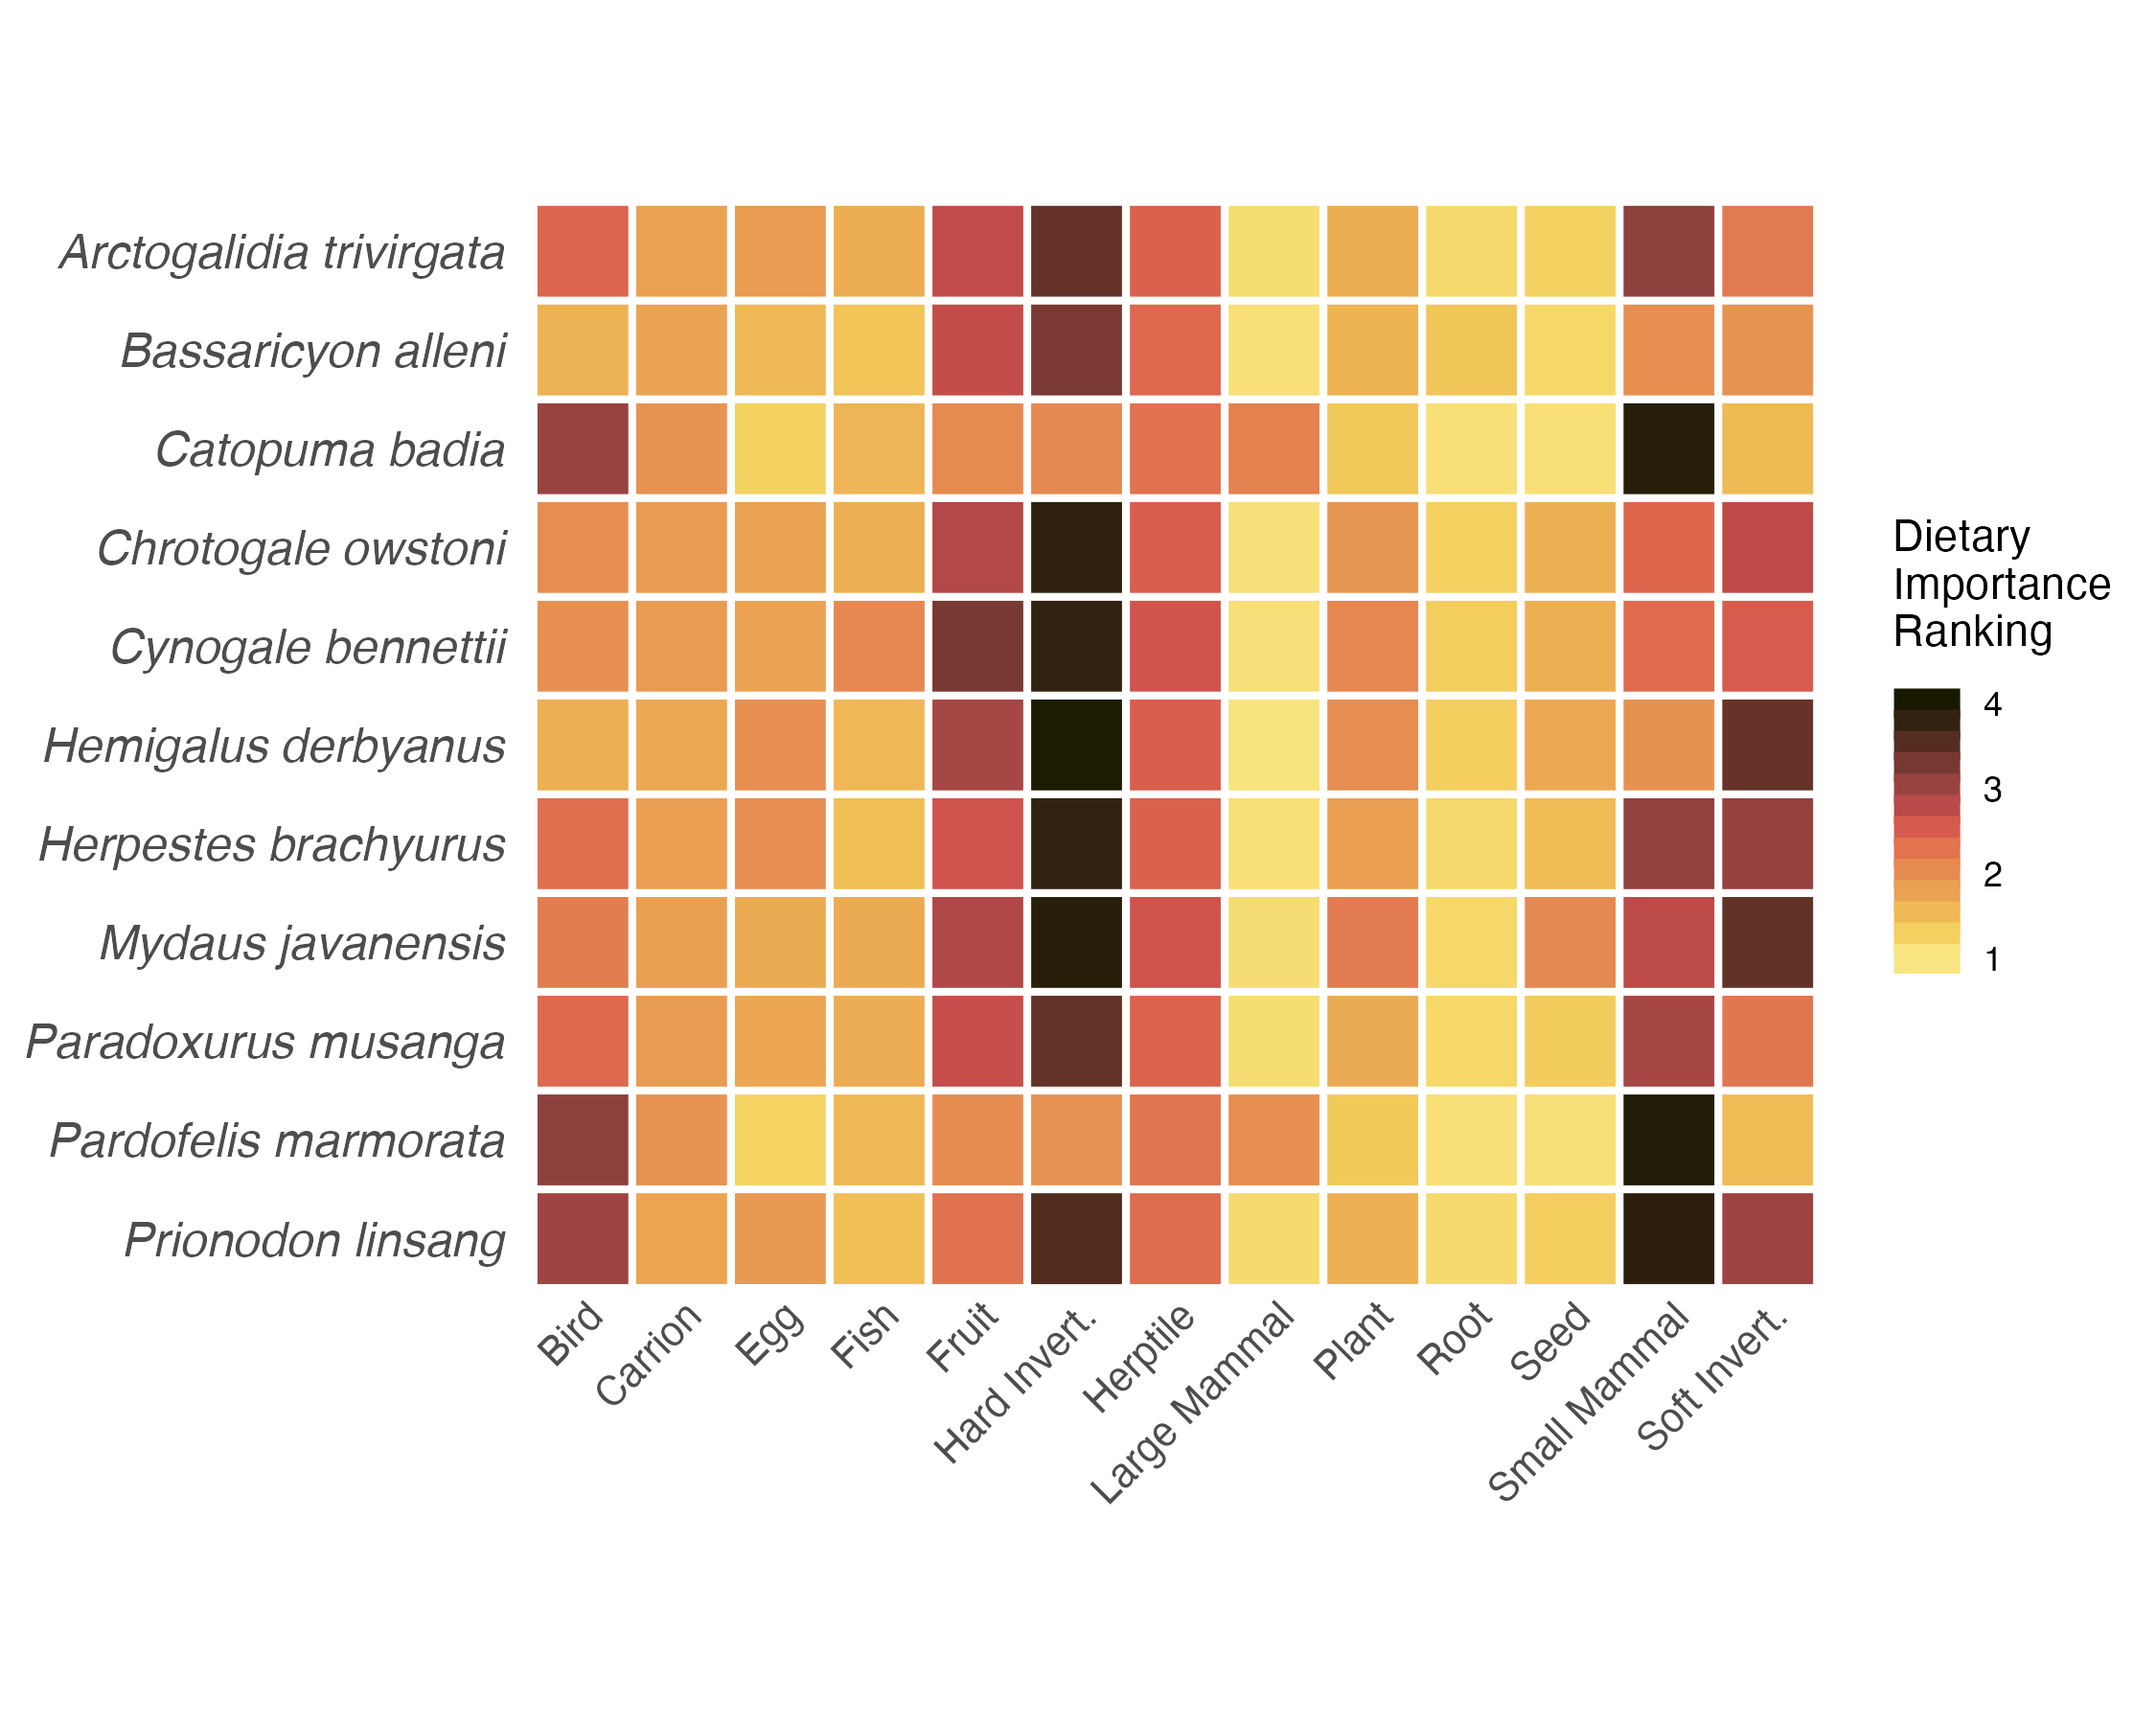 Arctogalidia trivirgata
Bassaricyon alleni
Catopuma badia
Chrotogale owstoni
Cynogale bennettii
Hemigalus derbyanus
Herpestes brachyurus
Mydaus javanensis
Paradoxurus musanga
Pardofelis marmorata
Prionodon linsang
Bird
Carrion
Egg
Fish
Fruit
Hard Invert.
Herptile
Large Mammal
Plant
Root
Seed
Small Mammal
Soft Invert.
Dietary
Importance
Ranking
4
3
2
1